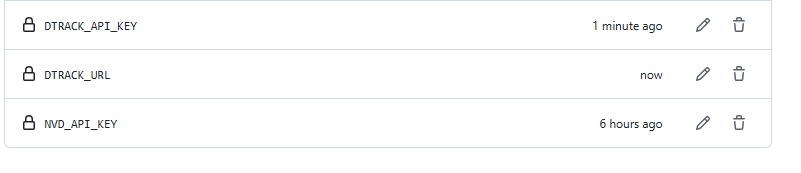 DTRACK_API_KEY 1 minute ago
DTRACK_URL now
NVD_API_KEY 6 hours ago